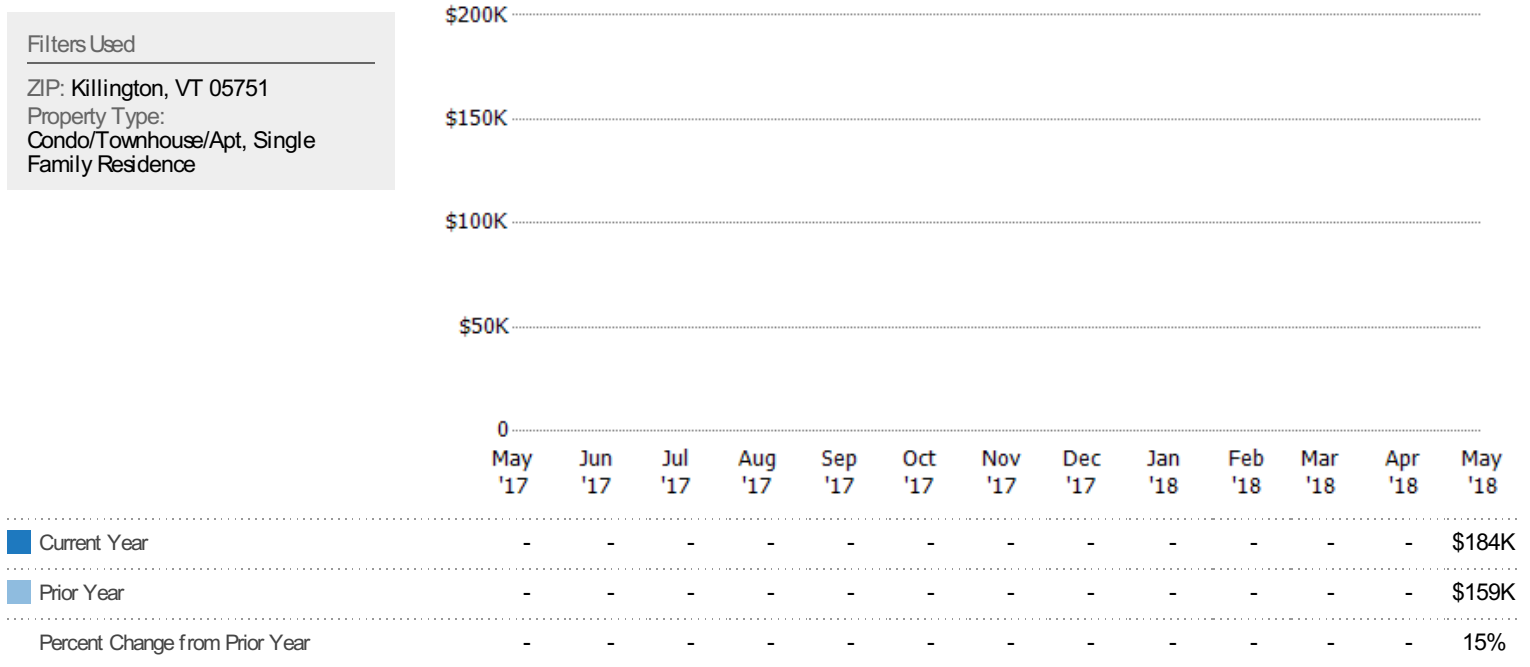 Filters Used
ZIP: Killington, VT 05751
Property Type:
Condo/Townhouse/Apt, Single
Family Residence
$200K
$150K
$100K
$50K
0
May Jun Jul Aug Sep Oct Nov Dec Jan Feb Mar Apr May
'17 '17 '17 '17 '17 '17 '17 '17 '18 '18 '18 '18 '18
Current Year - - - - - - - - - - - - $184K
Prior Year - - - - - - - - - - - - $159K
Percent Change from Prior Year - - - - - - - - - - - - 15%